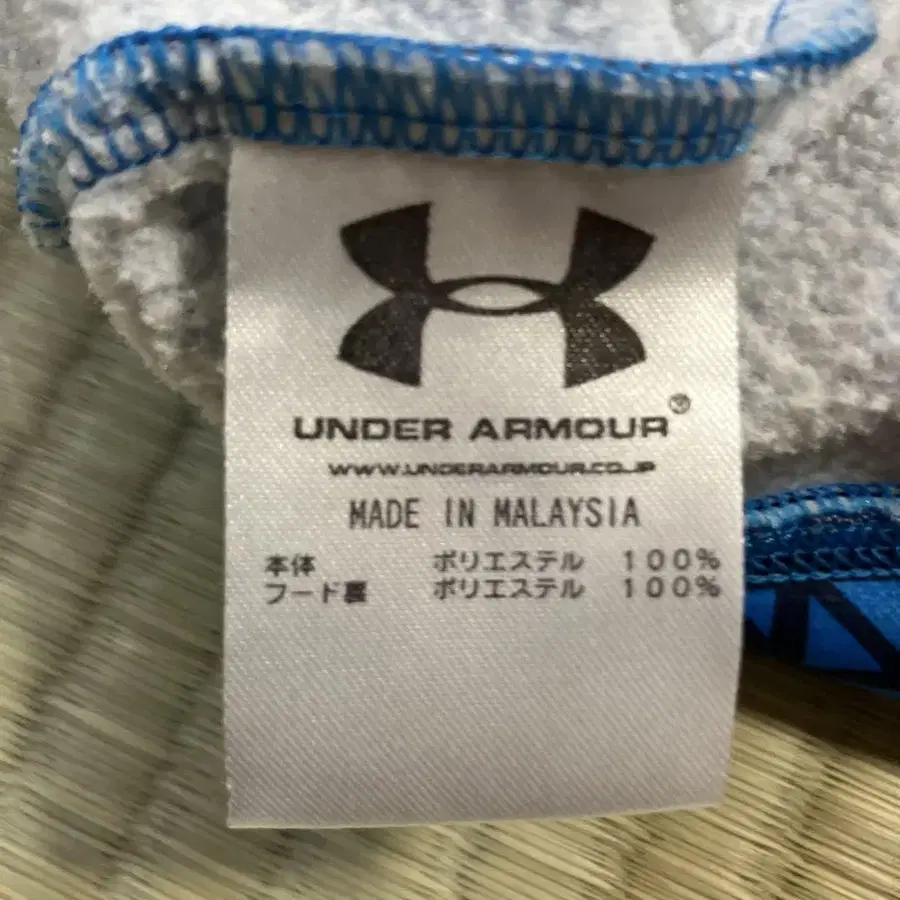 UNDER ARMOUR®
WWW.UNDERARMOUR.CO.JP
MADE IN MALAYSIA
本体 ポリエステル 100%
フード裏 ポリエステル 100%